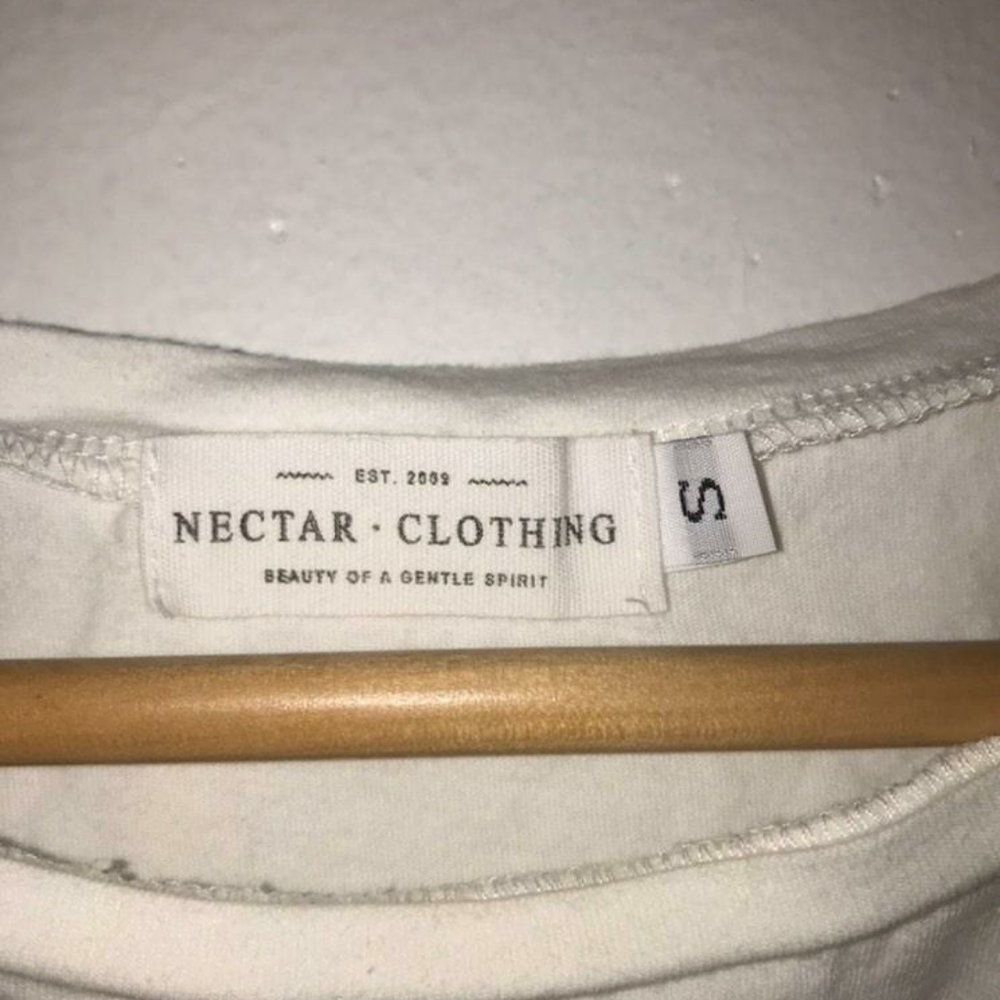 EST. 2009
NECTAR · CLOTHING
BEAUTY OF A GENTLE SPIRIT
S